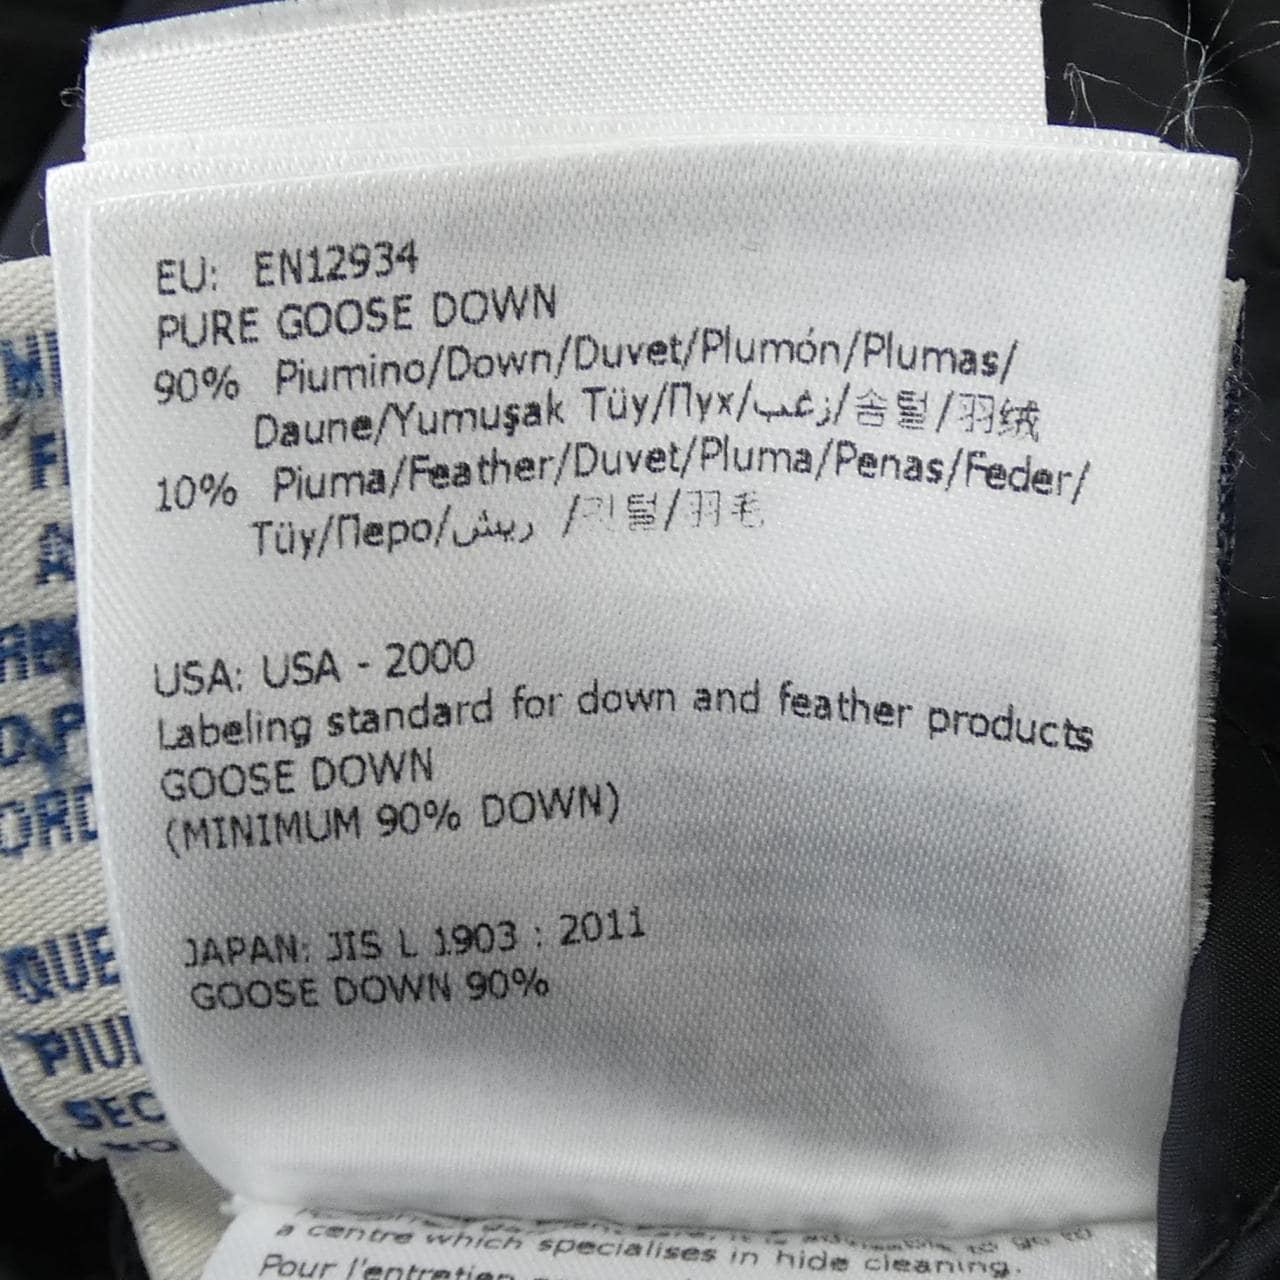 EU: EN12934
PURE GOOSE DOWN
90% Piumino/Down/Duvet/Plumón/Plumas/
Daune/Yumuşak Tüy/Пух/زغب/솜털/羽绒
10% Piuma/Feather/Duvet/Pluma/Penas/Feder/
Tüy/Перо/ريش /깃털/羽毛
USA: USA - 2000
Labeling standard for down and feather products
GOOSE DOWN
(MINIMUM 90% DOWN)
JAPAN: JIS L 1903 : 2011
GOOSE DOWN 90%
a centre which specialises in hide cleaning.
Pour l'entretien
QUE
PIU
SEC